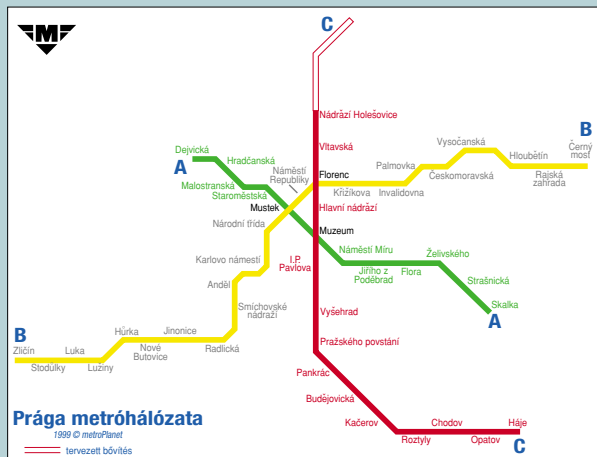 M
C
Nádrazí Holešovice
B
Vltavská
Vysočanská
Černý
most
Dejvická
A
Hradčanská
Hloubětín
Náměstí
Republiky
Florenc
Palmovka
Českomoravská
Rajská
zahrada
Malostranská
Staroměstská
Křižíkova
Invalidovna
Mustek
Hlavní nádrází
Národní třída
Muzeum
Náměstí Míru
Želivského
Karlovo námestí
I.P.
Pavlova
Jiřího z
Poděbrad
Flora
Strašnická
Anděl
Smíchovské
nádraží
Skalka
A
Vyšehrad
B
Hůrka
Jinonice
Pražského povstání
Zličín
Luka
Nové
Butovice
Radlická
Stodůlky
Lužiny
Pankrác
Budějovická
Prága metróhálózata
1999 © metroPlanet
tervezett bővítés
Kačerov
Chodov
Háje
Roztyly
Opatov
C